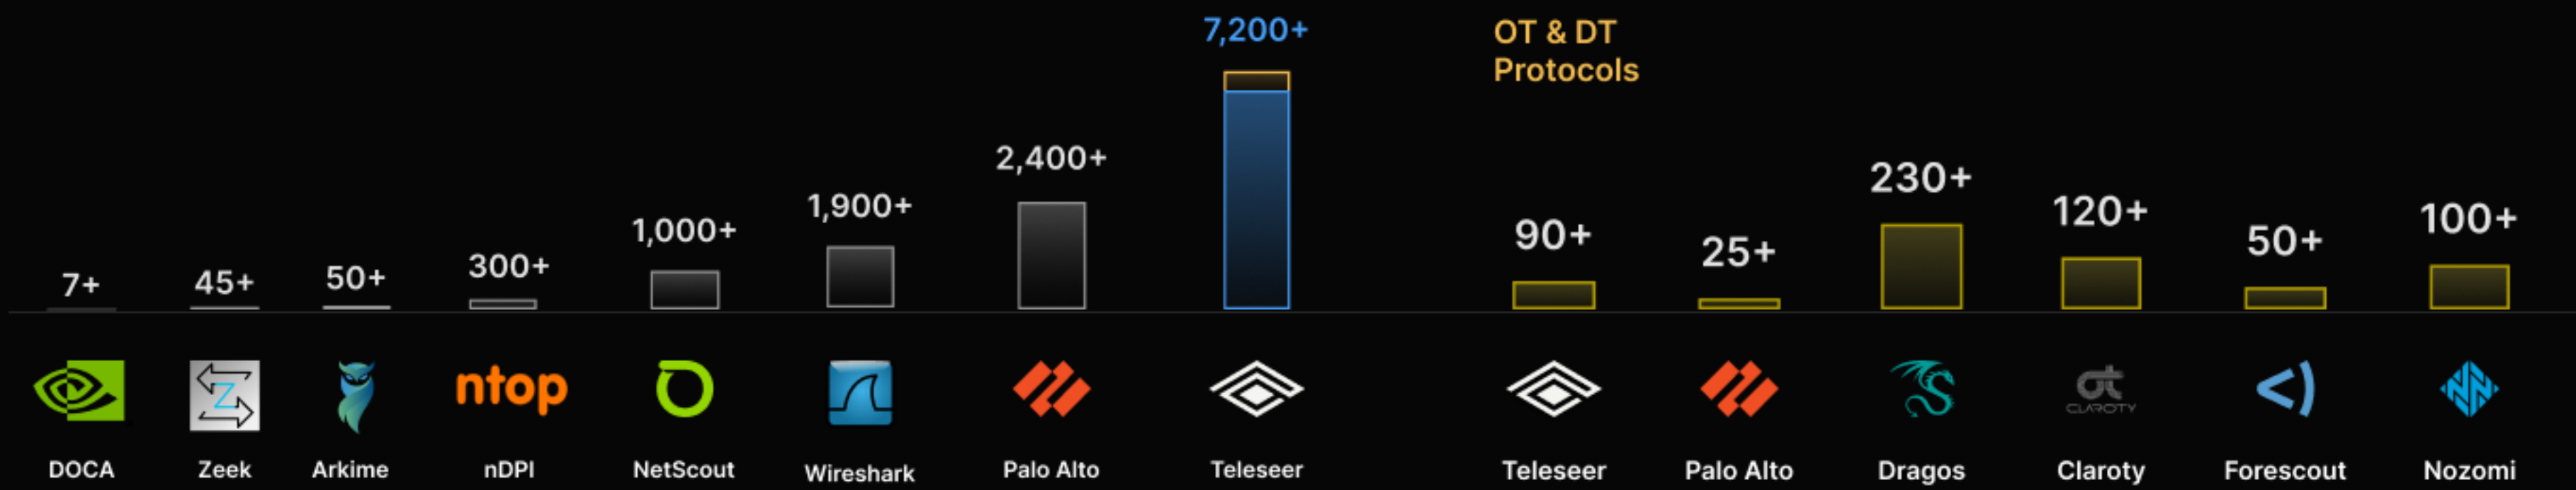 7,200+
OT & DT
Protocols
2,400+
230+
1,900+
120+
100+
1,000+
90+
50+
25+
300+
50+
45+
7+
Z
ntop
CLAROTY
DOCA
Zeek
Arkime
nDPI
NetScout
Wireshark
Palo Alto
Teleseer
Teleseer
Palo Alto
Dragos
Claroty
Forescout
Nozomi